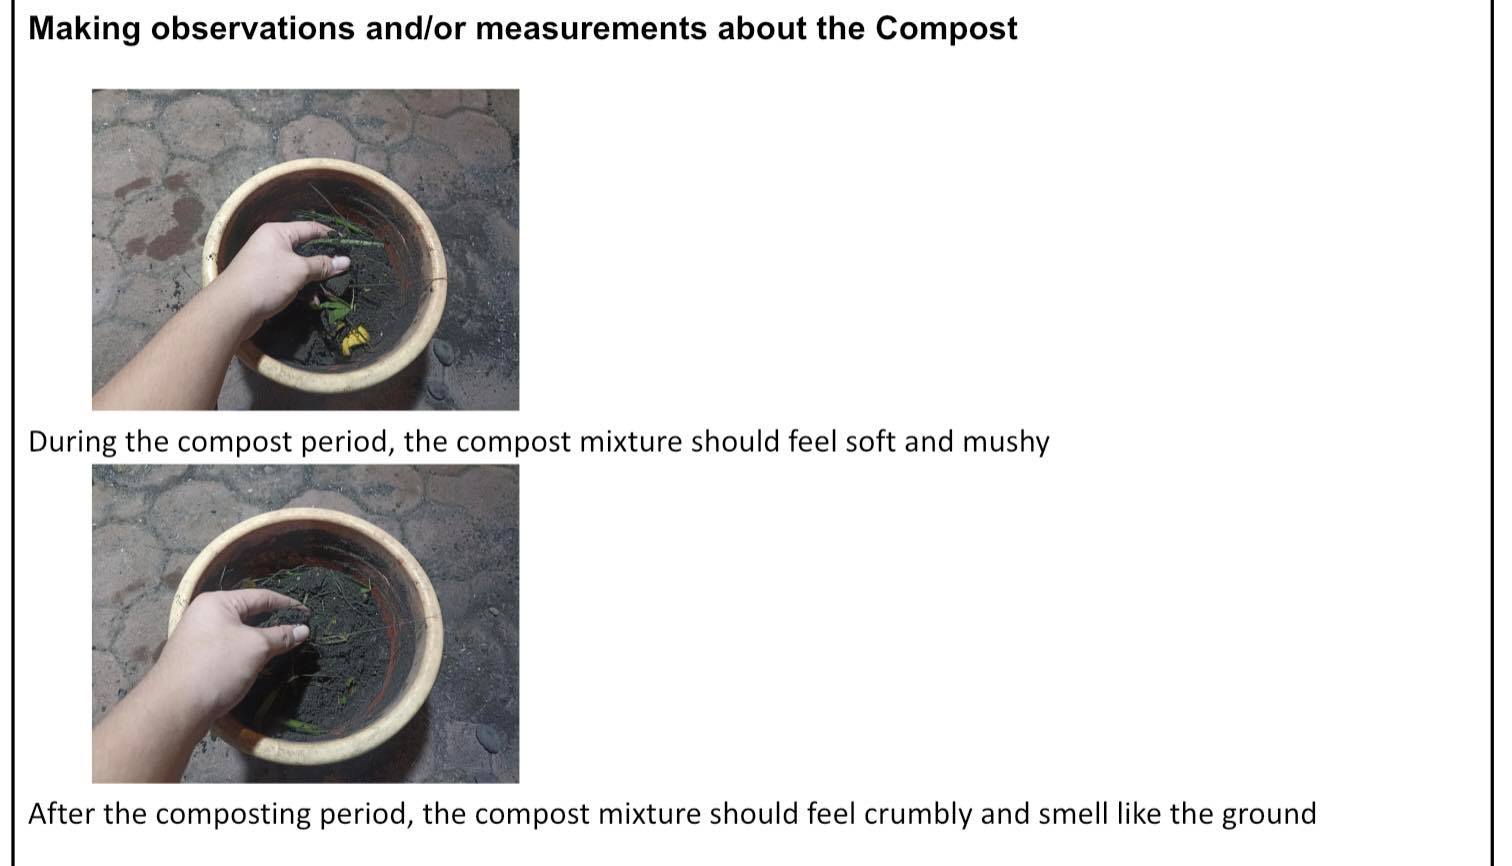 Making observations and/or measurements about the Compost
During the compost period, the compost mixture should feel soft and mushy
After the composting period, the compost mixture should feel crumbly and smell like the ground